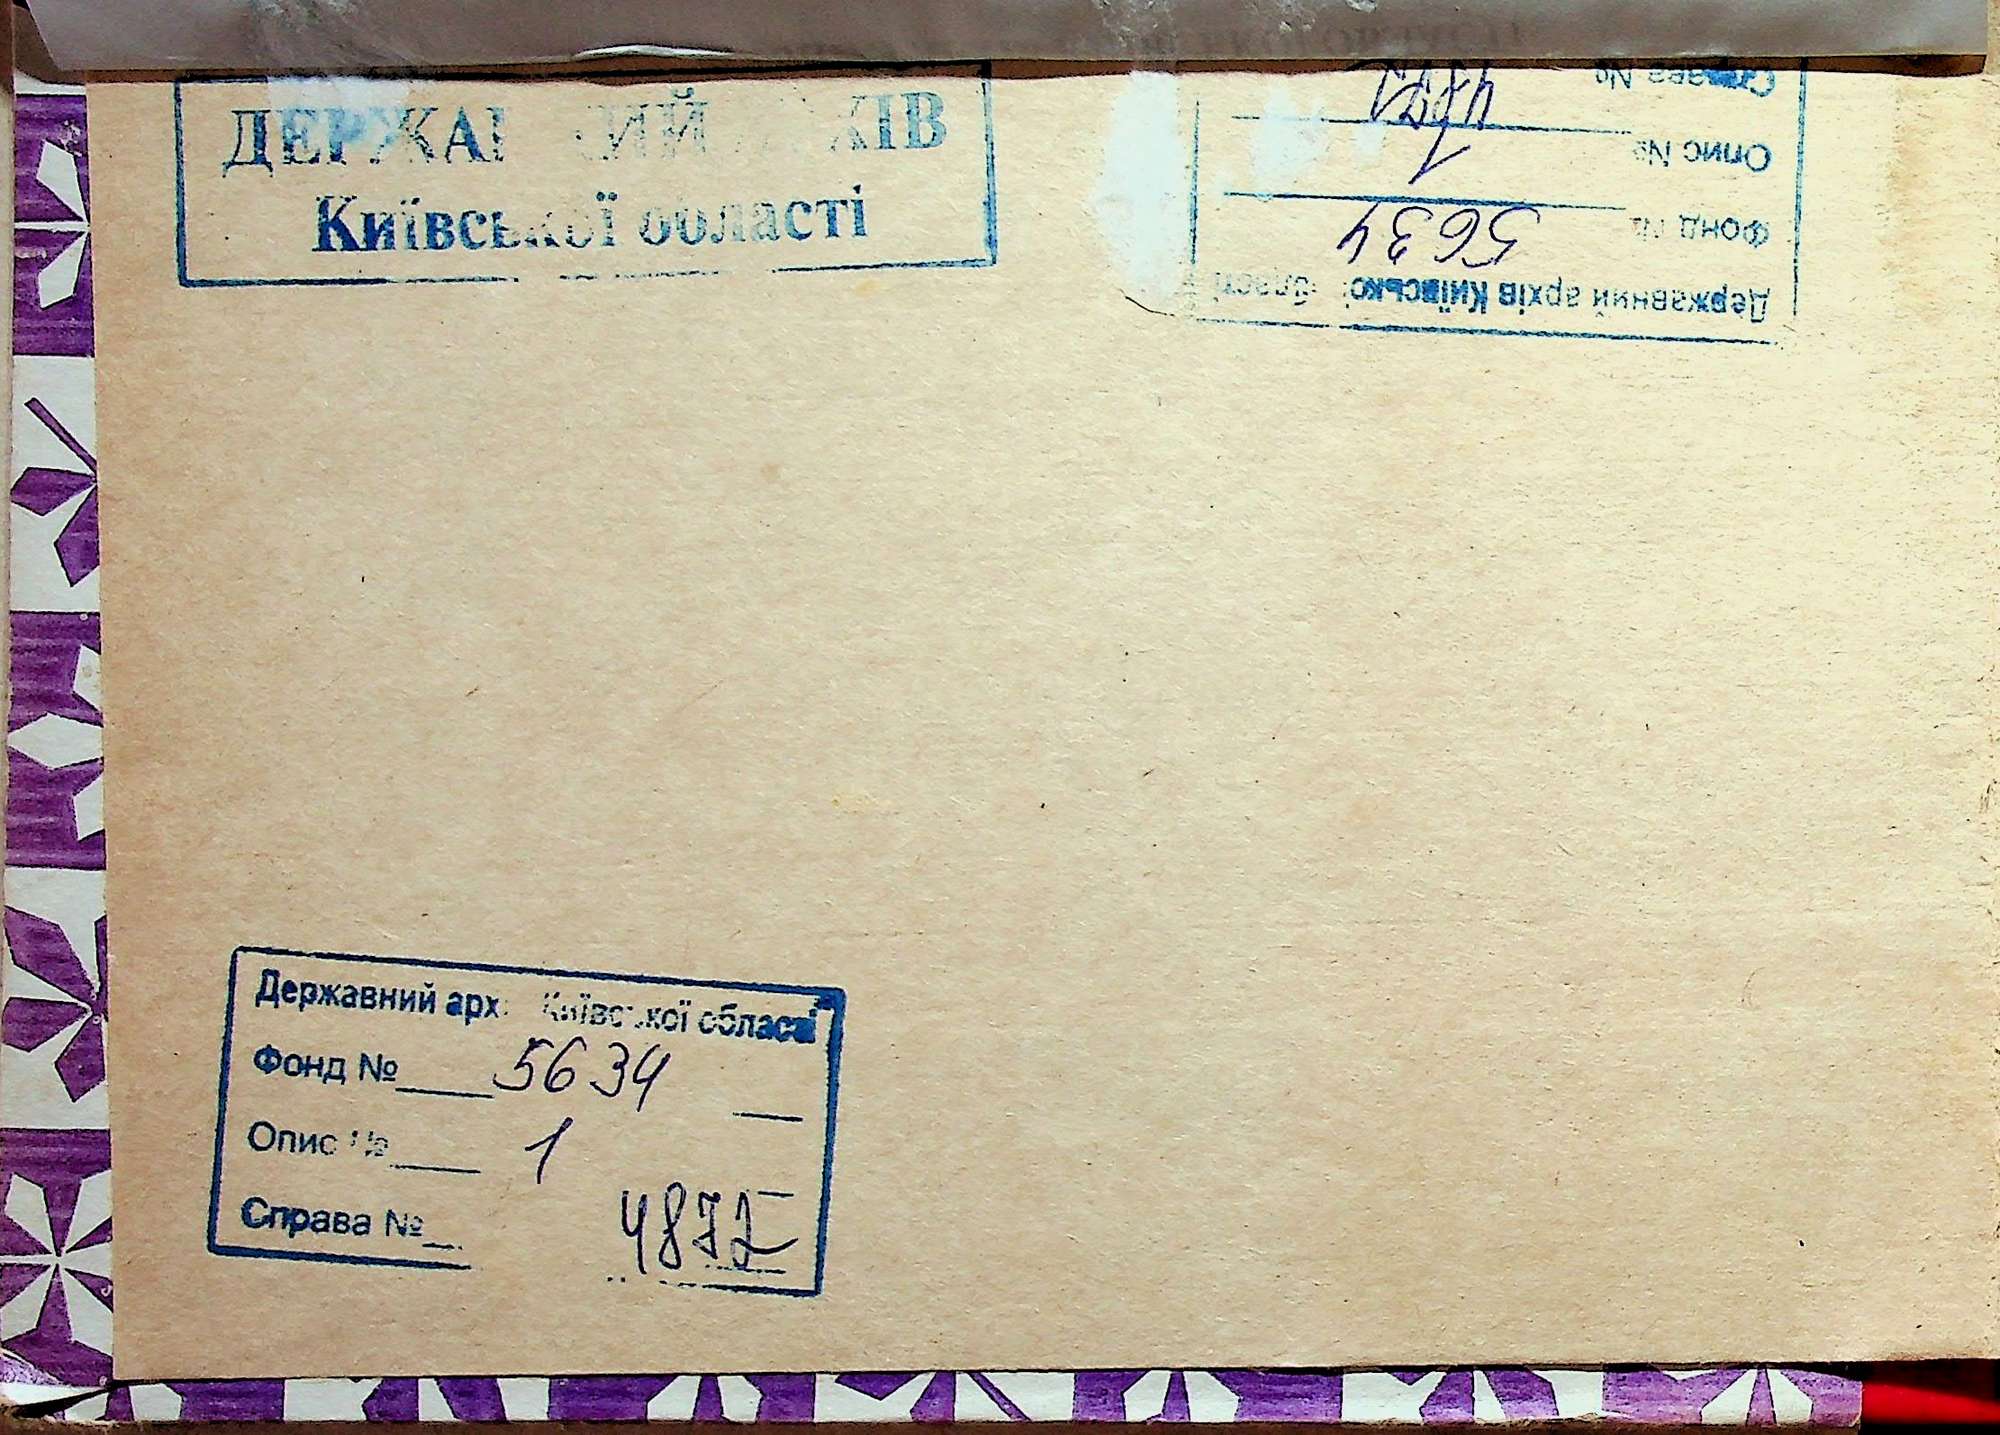 ДЕРЖАВНИЙ АРХІВ
Київської області
Державний архів Київської області
Фонд № 5634
Опис № 1
Справа № 4872
Державний архів Київської області
Фонд № 5634
Опис № 1
Справа № 4872